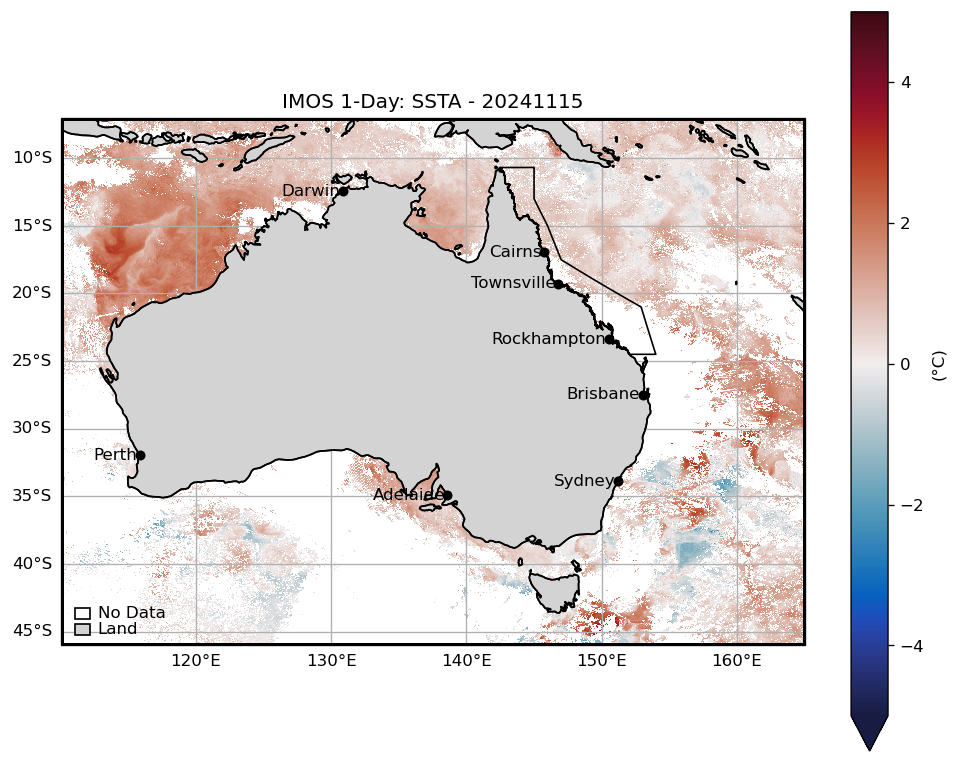 IMOS 1-Day: SSTA - 20241115
10°S
15°S
20°S
25°S
30°S
35°S
40°S
45°S
Darwin
Cairns
Townsville
Rockhampton
Brisbane
Perth
Sydney
Adelaide
No Data
Land
120°E 130°E 140°E 150°E 160°E
4
2
0
−2
−4
(°C)